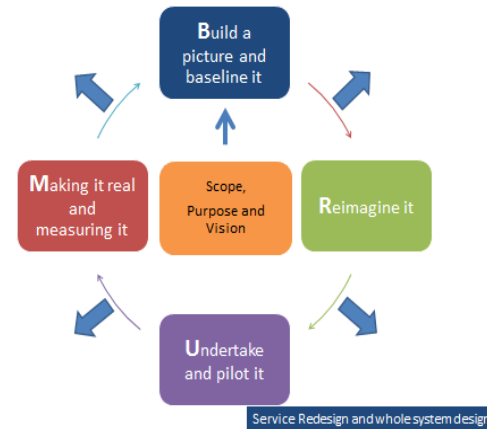 Build a
picture and
baseline it
Making it real
and
measuring it
Scope,
Purpose and
Vision
Reimagine it
Undertake
and pilot it
Service Redesign and whole system design